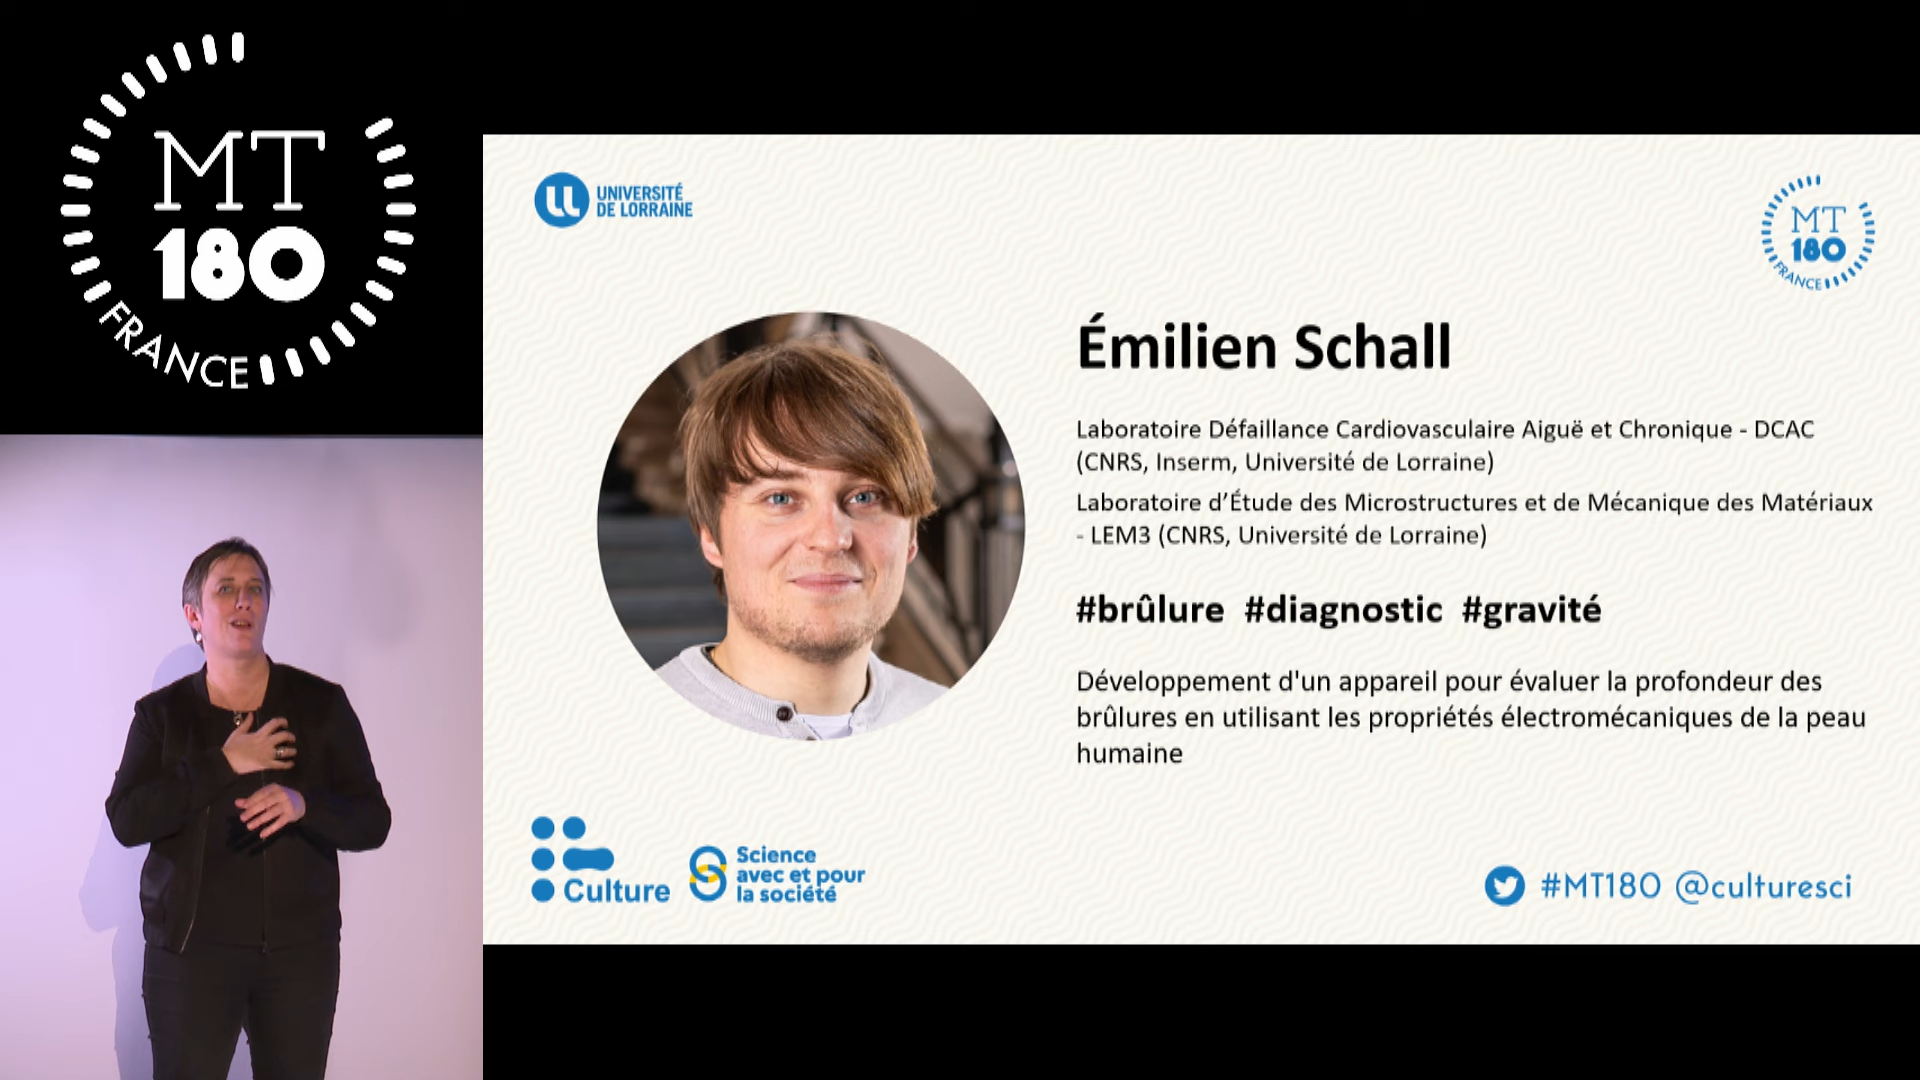 MT
180
FRANCE
UNIVERSITÉ
DE LORRAINE
MT
180
FRANCE
Émilien Schall
Laboratoire Défaillance Cardiovasculaire Aiguë et Chronique - DCAC
(CNRS, Inserm, Université de Lorraine)
Laboratoire d’Étude des Microstructures et de Mécanique des Matériaux
- LEM3 (CNRS, Université de Lorraine)
#brûlure #diagnostic #gravité
Développement d'un appareil pour évaluer la profondeur des
brûlures en utilisant les propriétés électromécaniques de la peau
humaine
Culture
Science
avec et pour
la société
#MT180 @culturesci